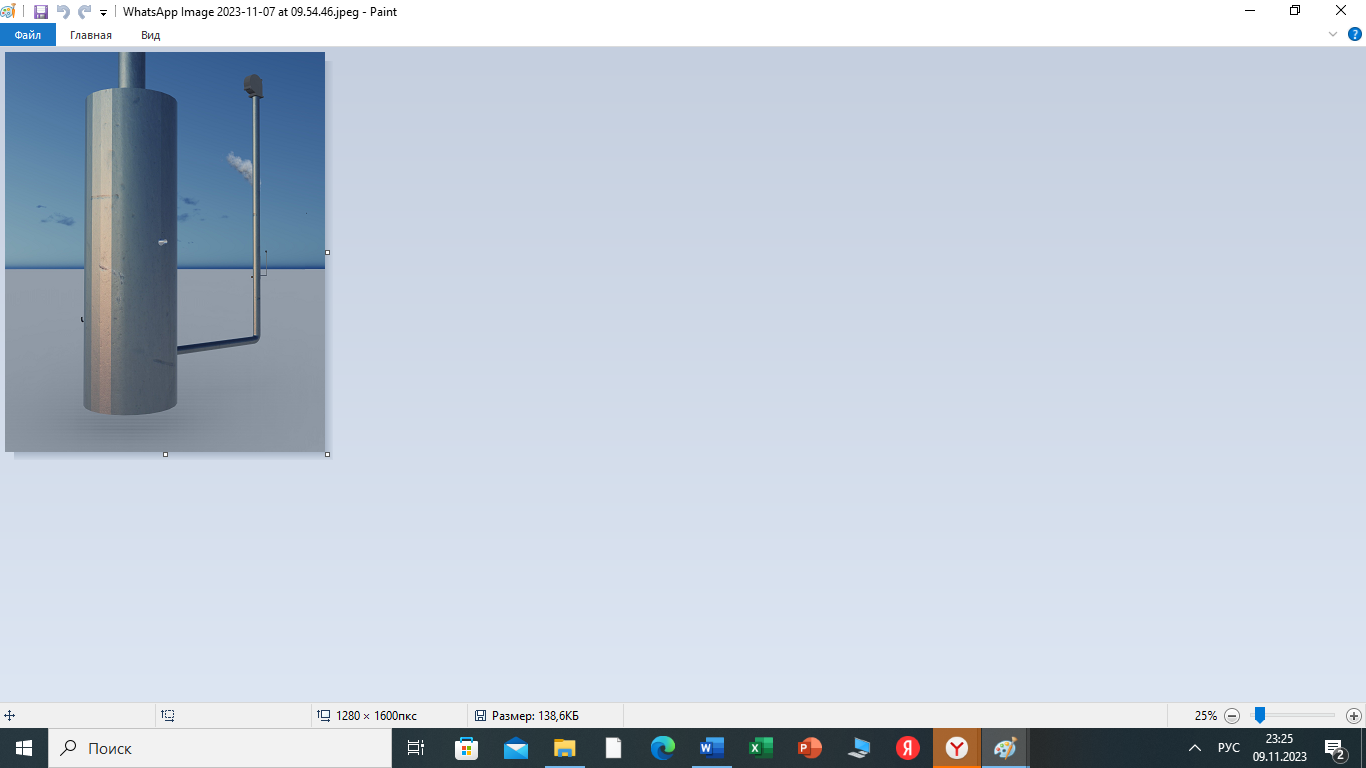 WhatsApp Image 2023-11-07 at 09.54.46.jpeg - Paint
Файл Главная Вид
1280 × 1600пкс
Размер: 138,6КБ
25%
Поиск
РУС
23:25
09.11.2023
2